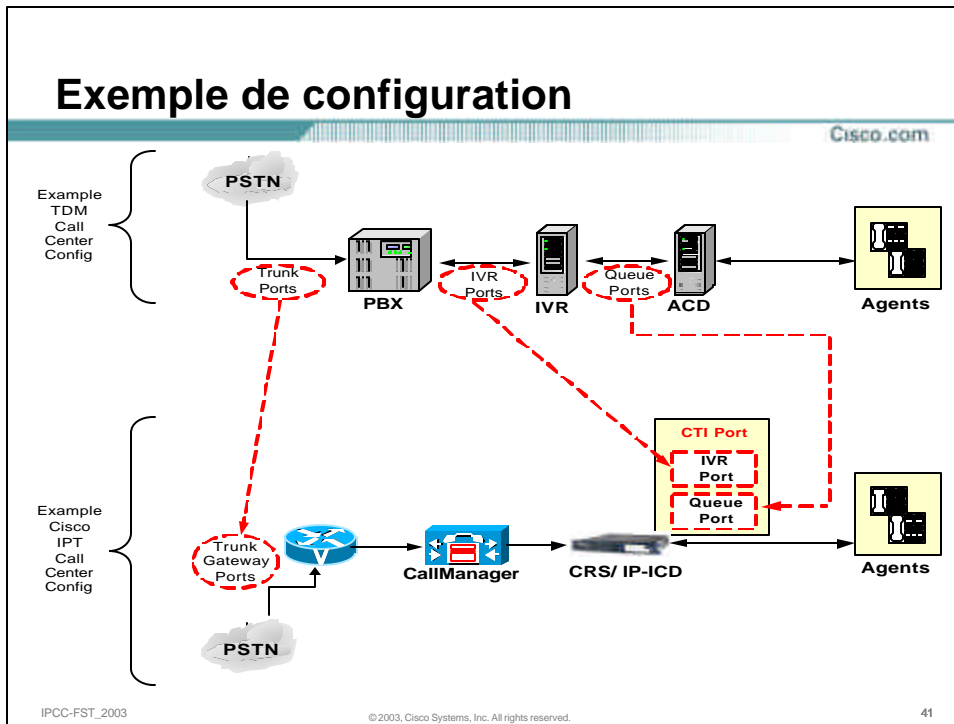 Exemple de configuration
Cisco.com
Example
TDM
Call
Center
Config
PSTN
Trunk
Ports
PBX
IVR
Ports
IVR
Queue
Ports
ACD
Agents
CTI Port
IVR
Port
Queue
Port
Example
Cisco
IPT
Call
Center
Config
Trunk
Gateway
Ports
V
CallManager
CRS/ IP-ICD
Agents
PSTN
IPCC-FST_2003
© 2003, Cisco Systems, Inc. All rights reserved.
41